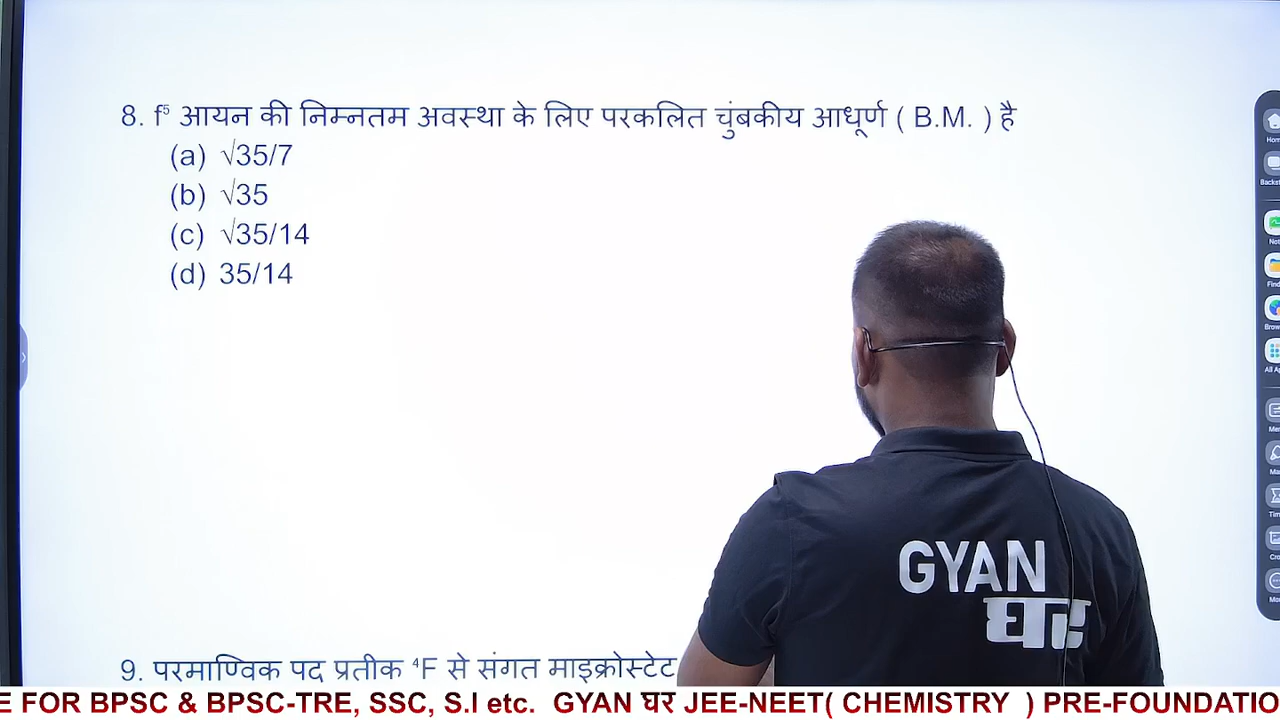 8. f⁵ आयन की निम्नतम अवस्था के लिए परकलित चुंबकीय आधूर्ण ( B.M. ) है
(a) √35/7
(b) √35
(c) √35/14
(d) 35/14
GYAN
घर
9. परमाण्विक पद प्रतीक ⁴F से संगत माइक्रोस्टेट
E FOR BPSC & BPSC-TRE, SSC, S.I etc. GYAN घर JEE-NEET( CHEMISTRY ) PRE-FOUNDATIO